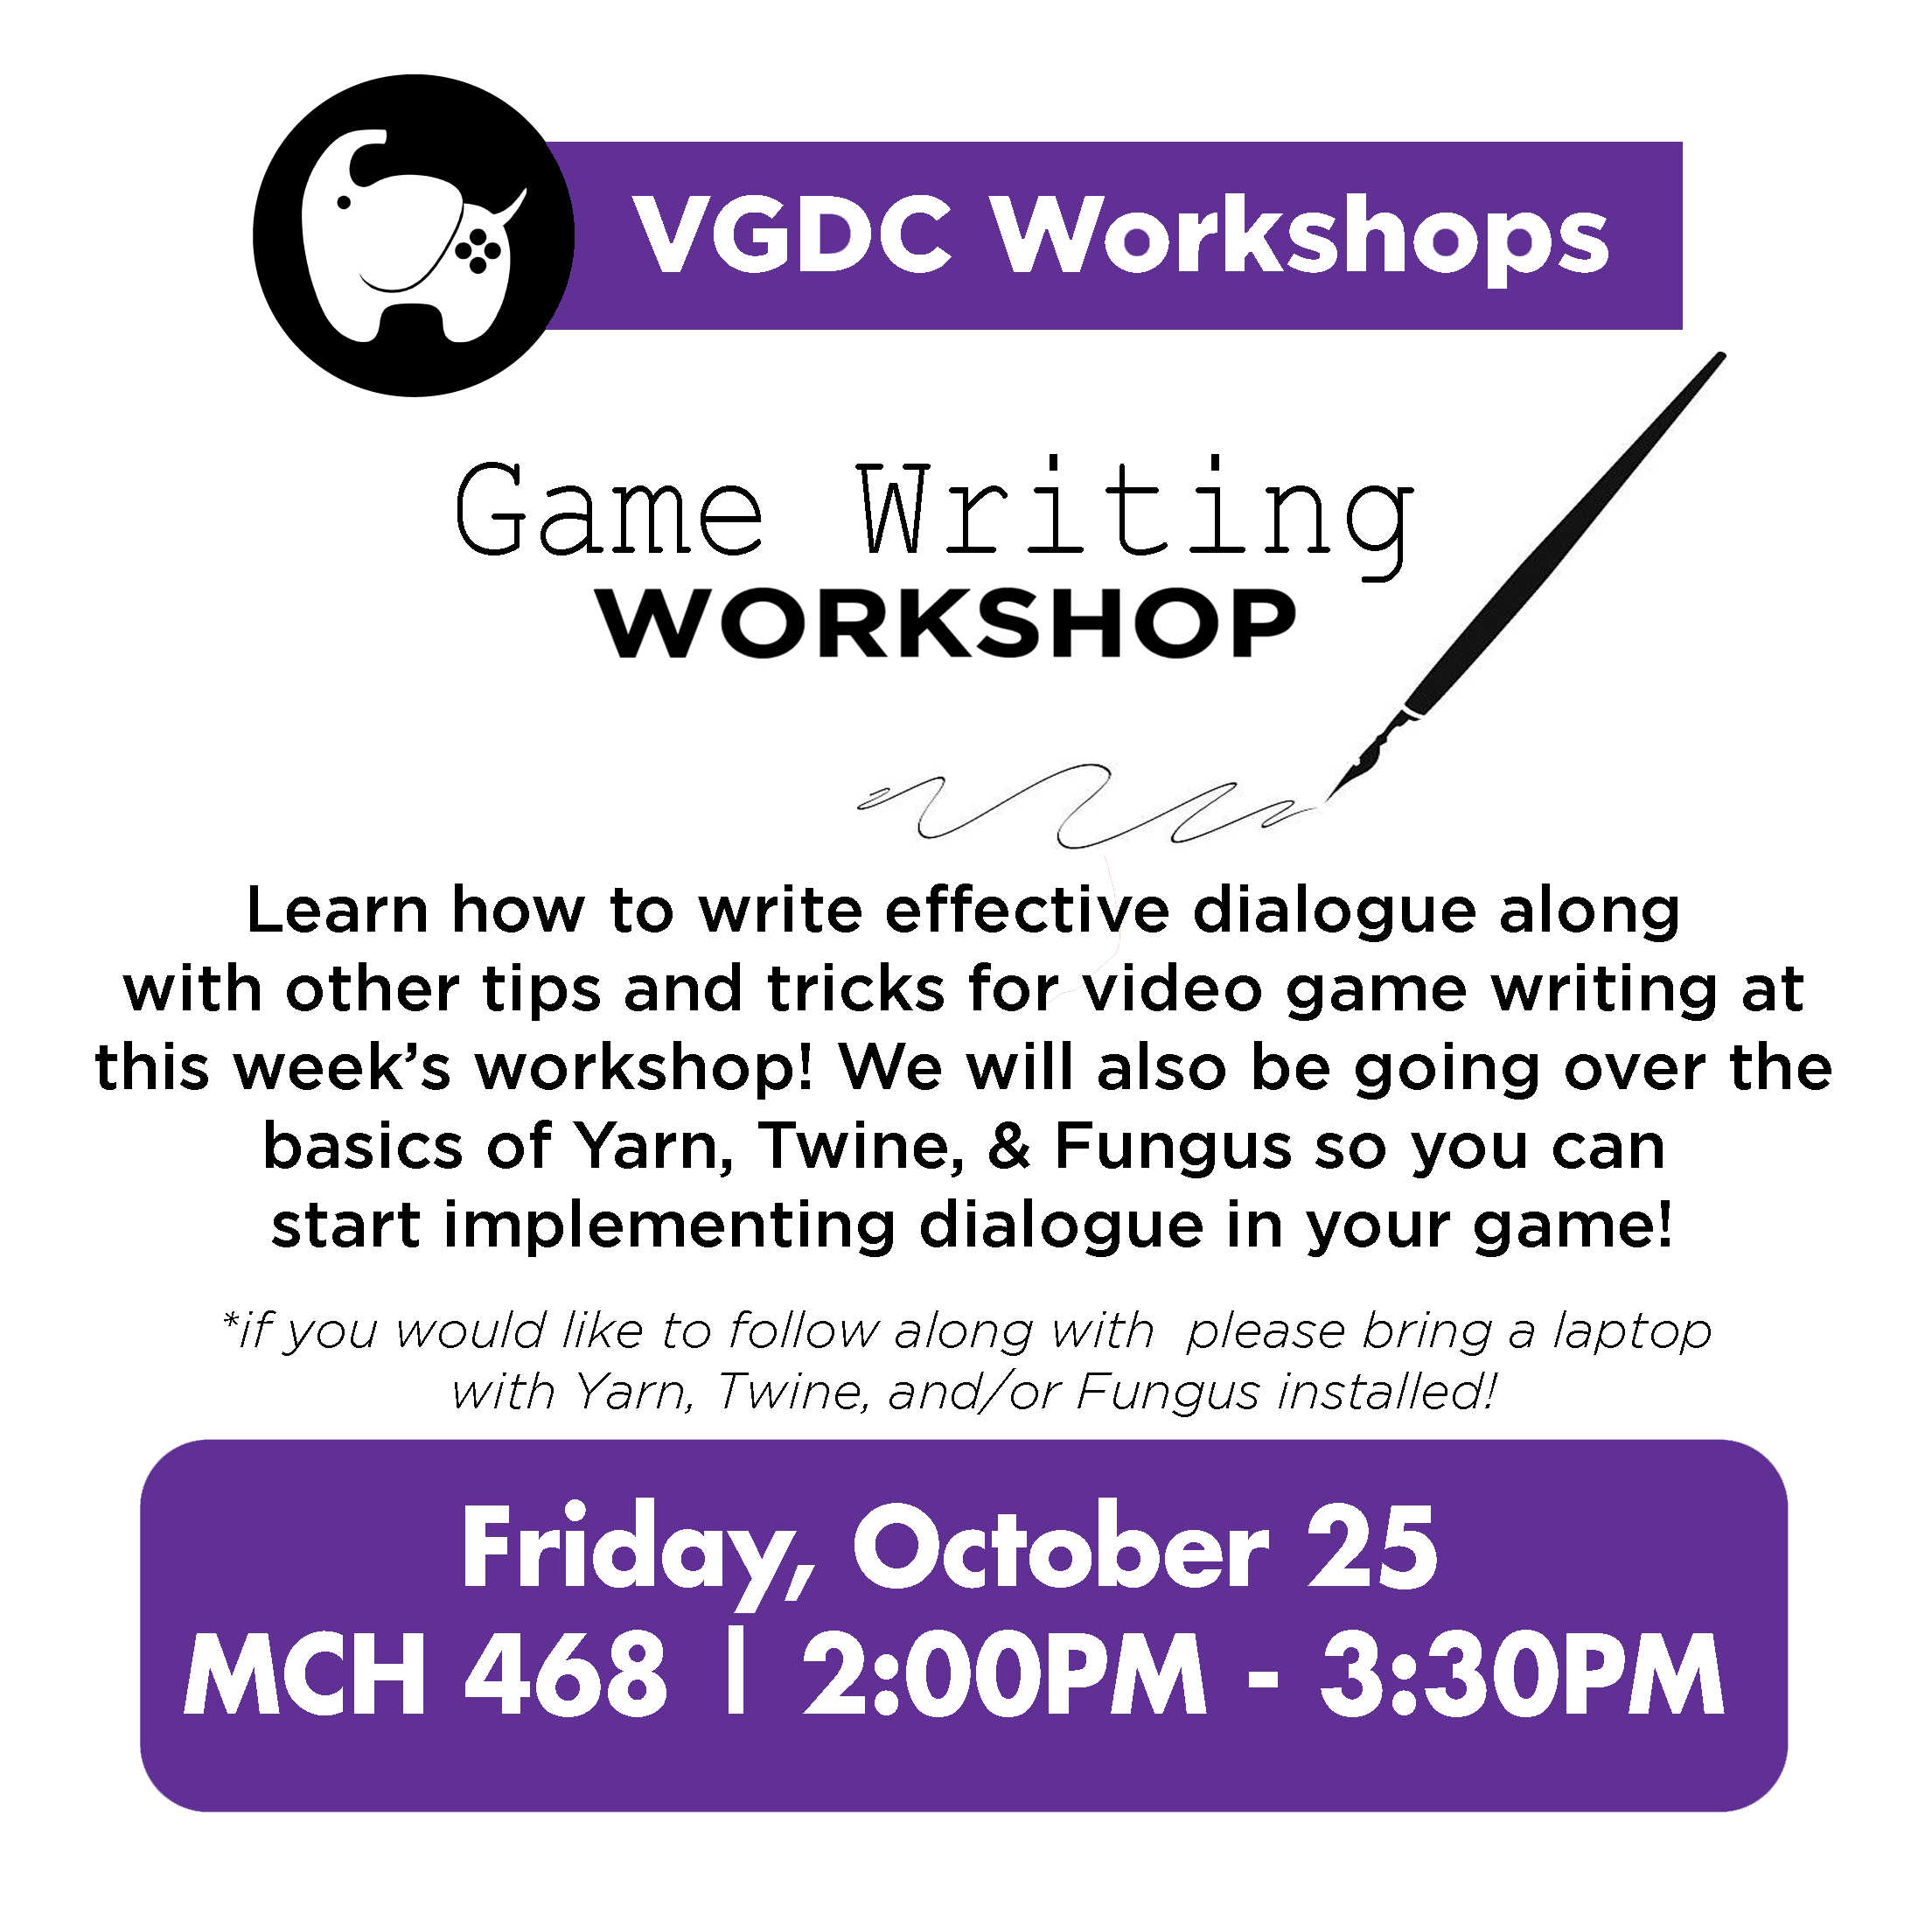 VGDC Workshops
Game Writing
WORKSHOP
Learn how to write effective dialogue along
with other tips and tricks for video game writing at
this week’s workshop! We will also be going over the
basics of Yarn, Twine, & Fungus so you can
start implementing dialogue in your game!
*if you would like to follow along with please bring a laptop
with Yarn, Twine, and/or Fungus installed!
Friday, October 25
MCH 468 | 2:00PM - 3:30PM